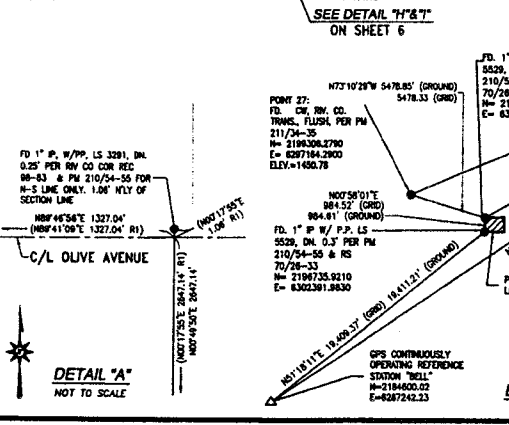 SEE DETAIL "H"&"I"
ON SHEET 6
FD. 1"
5529,
210/5
70/26
N= 21
E= 63
N73°10'29"W 5478.85' (GROUND)
5478.33 (GRID)
POINT 27:
FD. CW, RIV. CO.
TRANS., FLUSH, PER PM
211/34-35
N= 2199308.2790
E= 6297164.2900
ELEV.=1450.78
FD 1" IP, W/PP, LS 3291, DN.
0.25' PER RIV CO COR REC
98-83 & PM 210/54-55 FOR
N-S LINE ONLY. 1.06' N'LY OF
SECTION LINE
N89°46'56"E 1327.04'
(N89°41'09"E 1327.04' R1)
(N00°17'55"E
1.06' R1)
C/L OLIVE AVENUE
(N00°17'55"E 2647.14' R1)
N00°49'50"E 2647.14'
N00°58'01"E
984.52' (GRID)
984.61' (GROUND)
FD. 1" IP W/ P.P. LS
5529, DN. 0.3' PER PM
210/54-55 & RS
70/26-33
N= 2196735.9210
E= 6302391.9830
N51°18'11"E 19,409.37' (GRID) 19,411.21' (GROUND)
GPS CONTINUOUSLY
OPERATING REFERENCE
STATION "BELL"
N=2184600.02
E=6287242.23
DETAIL "A"
NOT TO SCALE